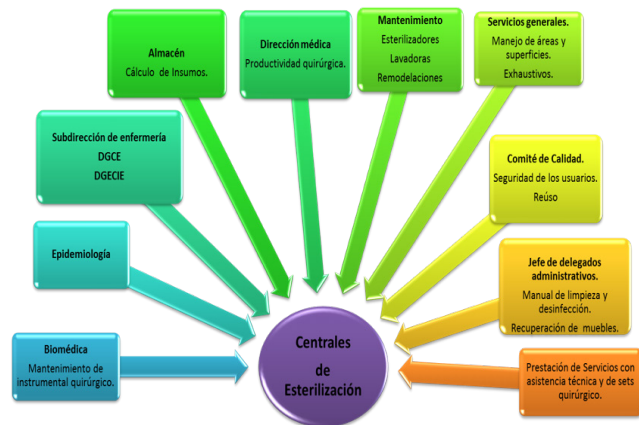 Almacén
Cálculo de Insumos.
Dirección médica
Productividad quirúrgica.
Mantenimiento
Esterilizadores
Lavadoras
Remodelaciones
Servicios generales.
Manejo de áreas y
superficies.
Exhaustivos.
Subdirección de enfermería
DGCE
DGECIE
Comité de Calidad.
Seguridad de los usuarios.
Reúso
Epidemiología
Jefe de delegados
administrativos.
Manual de limpieza y
desinfección.
Recuperación de muebles.
Biomédica
Mantenimiento de
instrumental quirúrgico.
Centrales
de
Esterilización
Prestación de Servicios con
asistencia técnica y de sets
quirúrgico.